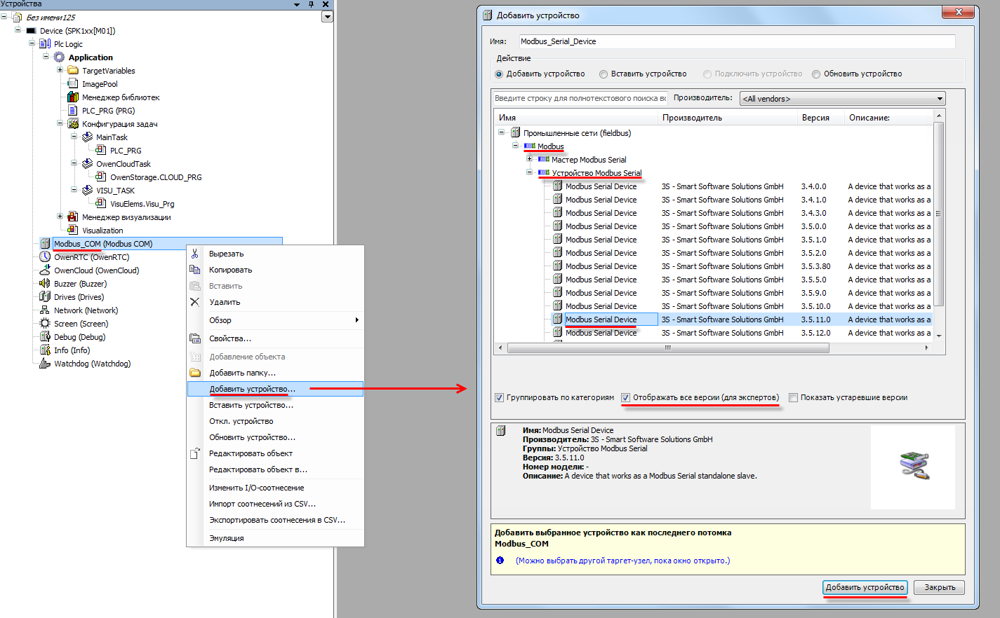 Устройства
Без имени125
Device (SPK1xx[M01])
Plc Logic
Application
TargetVariables
ImagePool
Менеджер библиотек
PLC_PRG (PRG)
Конфигурация задач
MainTask
PLC_PRG
OwenCloudTask
OwenStorage.CLOUD_PRG
VISU_TASK
VisuElems.Visu_Prg
Менеджер визуализации
Visualization
Modbus_COM (Modbus COM)
OwenRTC (OwenRTC)
OwenCloud (OwenCloud)
Buzzer (Buzzer)
Drives (Drives)
Network (Network)
Screen (Screen)
Debug (Debug)
Info (Info)
Watchdog (Watchdog)
Вырезать
Копировать
Вставить
Удалить
Обзор
Свойства...
Добавление объекта
Добавить папку...
Добавить устройство...
Вставить устройство...
Откл. устройство
Обновить устройство...
Редактировать объект
Редактировать объект в...
Изменить I/O-соотнесение
Импорт соотнесений из CSV...
Экспортировать соотнесения в CSV...
Эмуляция
Добавить устройство
Имя: Modbus_Serial_Device
Действие
Добавить устройство Вставить устройство Подключить устройство Обновить устройство
Введите строку для полнотекстового поиска вс Производитель: <All vendors>
Имя Производитель Версия Описание:
Промышленные сети (fieldbus)
Modbus
Мастер Modbus Serial
Устройство Modbus Serial
Modbus Serial Device 3S - Smart Software Solutions GmbH 3.4.0.0 A device that works as a
Modbus Serial Device 3S - Smart Software Solutions GmbH 3.4.1.0 A device that works as a
Modbus Serial Device 3S - Smart Software Solutions GmbH 3.4.3.0 A device that works as a
Modbus Serial Device 3S - Smart Software Solutions GmbH 3.5.0.0 A device that works as a
Modbus Serial Device 3S - Smart Software Solutions GmbH 3.5.1.0 A device that works as a
Modbus Serial Device 3S - Smart Software Solutions GmbH 3.5.2.0 A device that works as a
Modbus Serial Device 3S - Smart Software Solutions GmbH 3.5.3.80 A device that works as a
Modbus Serial Device 3S - Smart Software Solutions GmbH 3.5.5.0 A device that works as a
Modbus Serial Device 3S - Smart Software Solutions GmbH 3.5.9.0 A device that works as a
Modbus Serial Device 3S - Smart Software Solutions GmbH 3.5.10.0 A device that works as a
Modbus Serial Device 3S - Smart Software Solutions GmbH 3.5.11.0 A device that works as a
Modbus Serial Device 3S - Smart Software Solutions GmbH 3.5.12.0 A device that works as a
Группировать по категориям Отображать все версии (для экспертов) Показать устаревшие версии
Имя: Modbus Serial Device
Производитель: 3S - Smart Software Solutions GmbH
Группы: Устройство Modbus Serial
Версия: 3.5.11.0
Номер модели: -
Описание: A device that works as a Modbus Serial standalone slave.
Добавить выбранное устройство как последнего потомка
Modbus_COM
(Можно выбрать другой таргет-узел, пока окно открыто.)
Добавить устройство Закрыть